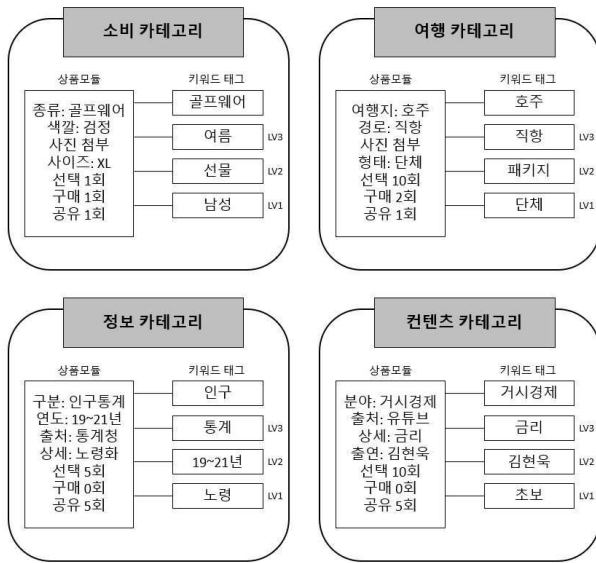 소비 카테고리
상품모듈
키워드 태그
종류: 골프웨어
색깔: 검정
사진 첨부
사이즈: XL
선택 1회
구매 1회
공유 1회
골프웨어
여름
LV3
선물
LV2
남성
LV1
여행 카테고리
상품모듈
키워드 태그
여행지: 호주
경로: 직항
사진 첨부
형태: 단체
선택 10회
구매 2회
공유 1회
호주
직항
LV3
패키지
LV2
단체
LV1
정보 카테고리
상품모듈
키워드 태그
구분: 인구통계
연도: 19~21년
출처: 통계청
상세: 노령화
선택 5회
구매 0회
공유 5회
인구
통계
LV3
19~21년
LV2
노령
LV1
컨텐츠 카테고리
상품모듈
키워드 태그
분야: 거시경제
출처: 유튜브
상세: 금리
출연: 김현욱
선택 10회
구매 0회
공유 5회
거시경제
금리
LV3
김현욱
LV2
초보
LV1